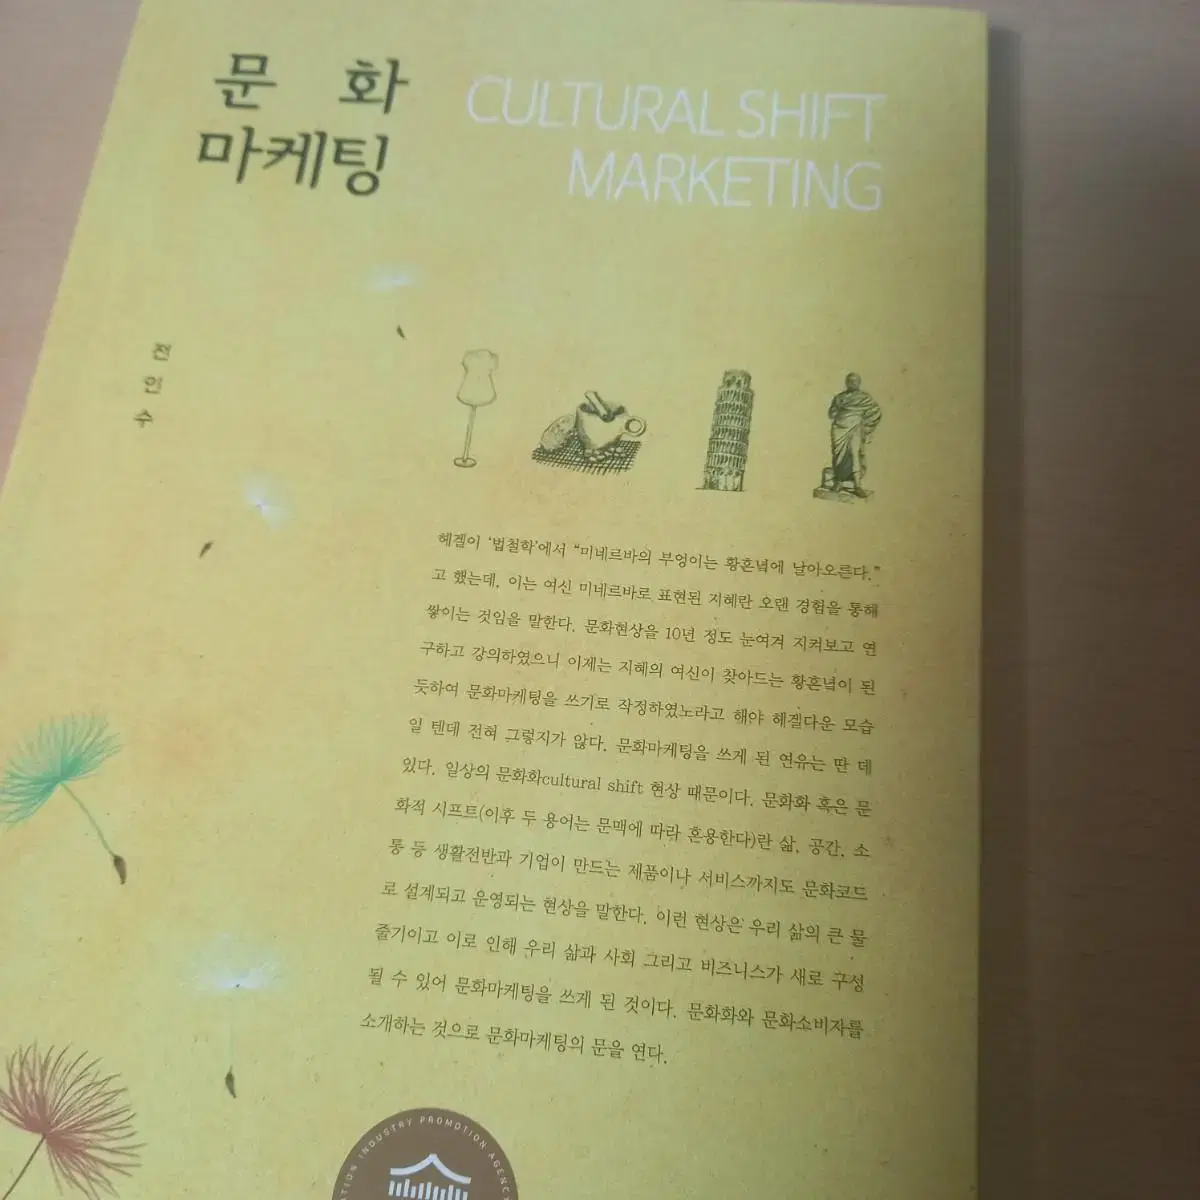 문 화
마케팅
CULTURAL SHIFT
MARKETING
전
인
수
헤겔이 '법철학'에서 "미네르바의 부엉이는 황혼녘에 날아오른다."
고 했는데, 이는 여신 미네르바로 표현된 지혜란 오랜 경험을 통해
쌓이는 것임을 말한다. 문화현상을 10년 정도 눈여겨 지켜보고 연
구하고 강의하였으니 이제는 지혜의 여신이 찾아드는 황혼녘이 된
듯하여 문화마케팅을 쓰기로 작정하였노라고 해야 헤겔다운 모습
일 텐데 전혀 그렇지가 않다. 문화마케팅을 쓰게 된 연유는 딴 데
있다. 일상의 문화화cultural shift 현상 때문이다. 문화화 혹은 문
화적 시프트(이후 두 용어는 문맥에 따라 혼용한다)란 삶, 공간, 소
통 등 생활전반과 기업이 만드는 제품이나 서비스까지도 문화코드
로 설계되고 운영되는 현상을 말한다. 이런 현상은 우리 삶의 큰 물
줄기이고 이로 인해 우리 삶과 사회 그리고 비즈니스가 새로 구성
될 수 있어 문화마케팅을 쓰게 된 것이다. 문화화와 문화소비자를
소개하는 것으로 문화마케팅의 문을 연다.
INDUSTRY PROMOTION AGENCY